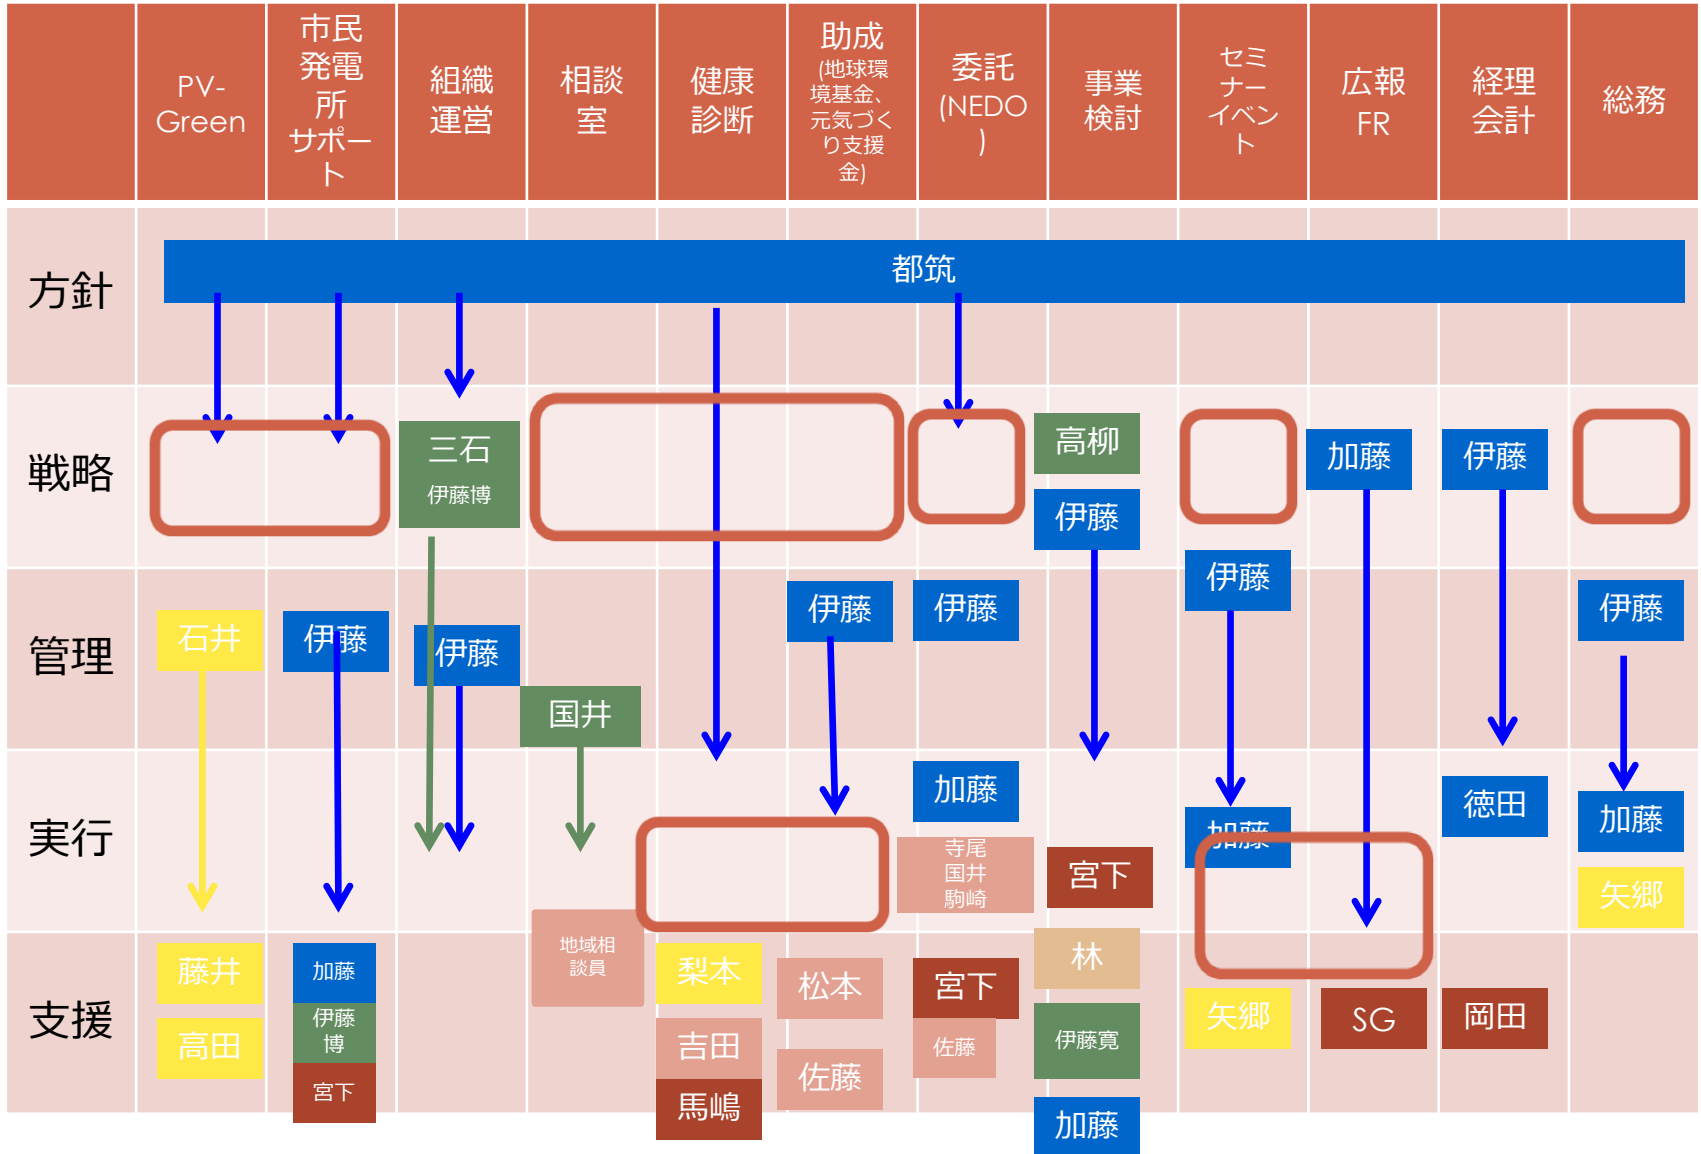 PV-
Green
市民
発電
所
サポー
ト
組織
運営
相談
室
健康
診断
助成
(地球環
境基金、
元気づく
り支援
金)
委託
(NEDO
)
事業
検討
セミ
ナー
イベン
ト
広報
FR
経理
会計
総務
方針
都筑
戦略
三石
伊藤博
高柳
伊藤
加藤
伊藤
管理
石井
伊藤
伊藤
国井
伊藤
伊藤
伊藤
伊藤
実行
加藤
寺尾
国井
駒崎
宮下
加藤
徳田
加藤
矢郷
支援
藤井
高田
加藤
伊藤
博
宮下
地域相
談員
梨本
吉田
馬嶋
松本
佐藤
宮下
佐藤
林
伊藤寛
加藤
矢郷
SG
岡田